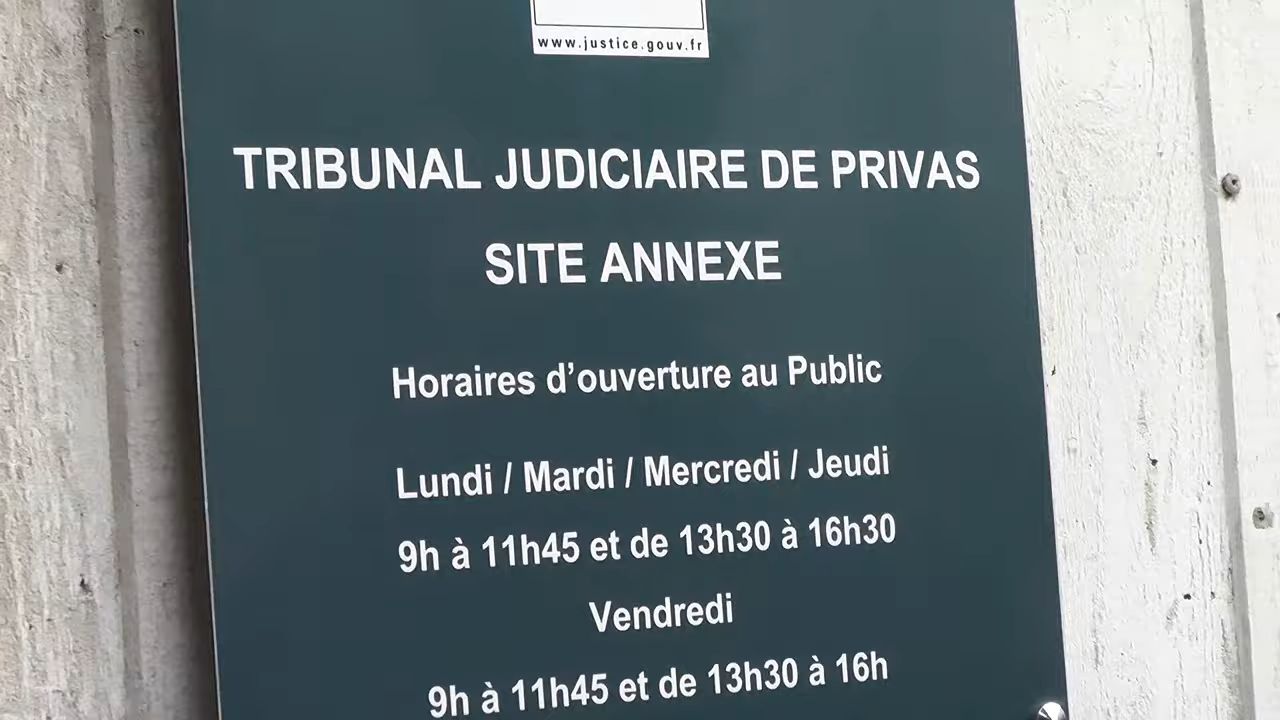 www.justice.gouv.fr
TRIBUNAL JUDICIAIRE DE PRIVAS
SITE ANNEXE
Horaires d’ouverture au Public
Lundi / Mardi / Mercredi / Jeudi
9h à 11h45 et de 13h30 à 16h30
Vendredi
9h à 11h45 et de 13h30 à 16h